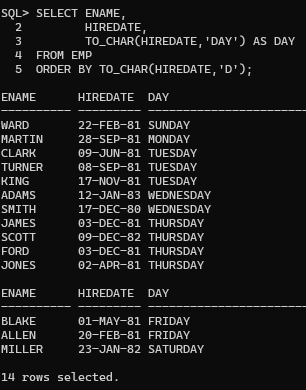 SQL> SELECT ENAME,
  2         HIREDATE,
  3         TO_CHAR(HIREDATE,'DAY') AS DAY
  4  FROM EMP
  5  ORDER BY TO_CHAR(HIREDATE,'D');
ENAME      HIREDATE  DAY
---------- --------- ------------------------------------
WARD       22-FEB-81 SUNDAY
MARTIN     28-SEP-81 MONDAY
CLARK      09-JUN-81 TUESDAY
TURNER     08-SEP-81 TUESDAY
KING       17-NOV-81 TUESDAY
ADAMS      12-JAN-83 WEDNESDAY
SMITH      17-DEC-80 WEDNESDAY
JAMES      03-DEC-81 THURSDAY
SCOTT      09-DEC-82 THURSDAY
FORD       03-DEC-81 THURSDAY
JONES      02-APR-81 THURSDAY
ENAME      HIREDATE  DAY
---------- --------- ------------------------------------
BLAKE      01-MAY-81 FRIDAY
ALLEN      20-FEB-81 FRIDAY
MILLER     23-JAN-82 SATURDAY
14 rows selected.